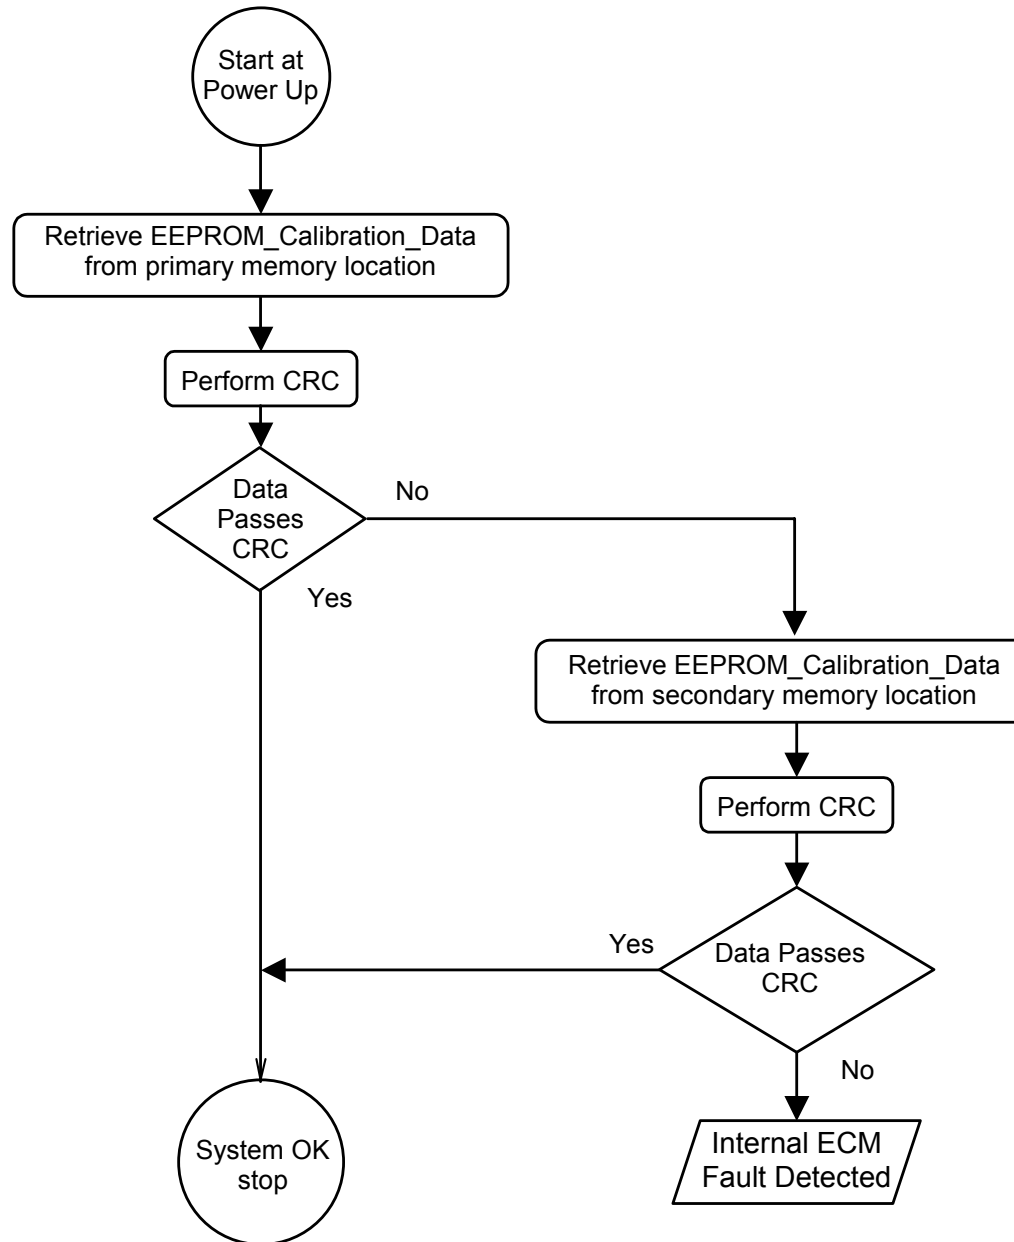 Start at
Power Up
Retrieve EEPROM_Calibration_Data
from primary memory location
Perform CRC
Data
Passes
CRC
No
Yes
Retrieve EEPROM_Calibration_Data
from secondary memory location
Perform CRC
Data Passes
CRC
Yes
No
System OK
stop
Internal ECM
Fault Detected